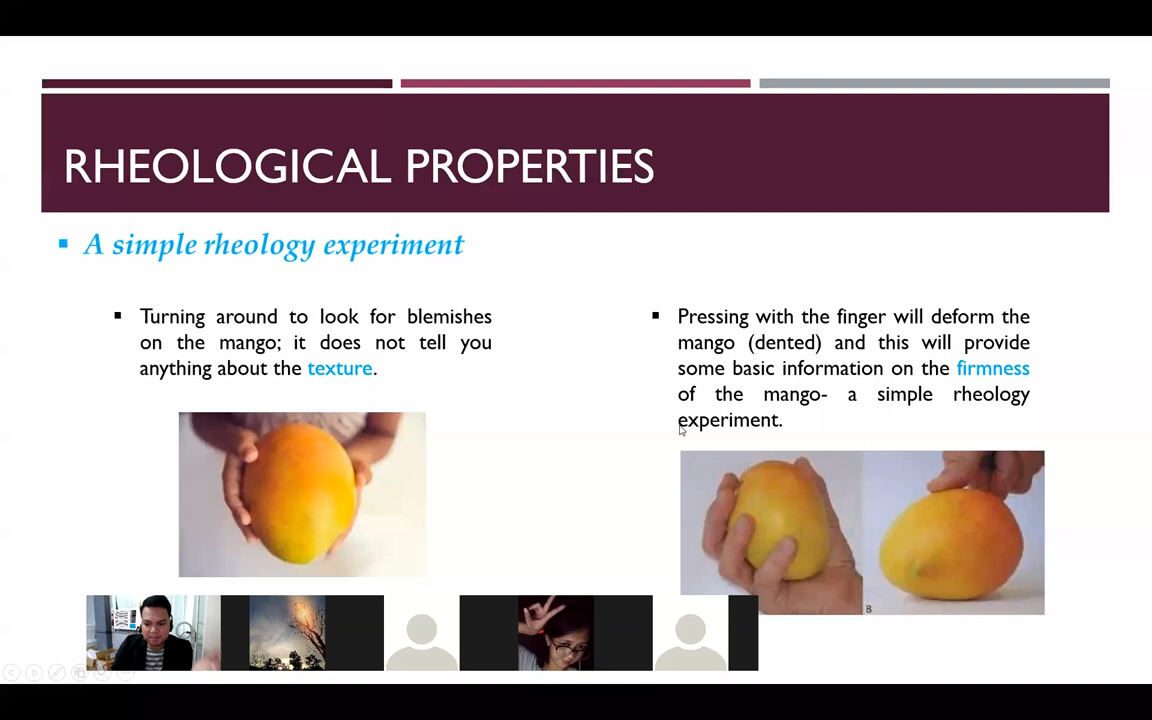 RHEOLOGICAL PROPERTIES
A simple rheology experiment
Turning around to look for blemishes
on the mango; it does not tell you
anything about the texture.
Pressing with the finger will deform the
mango (dented) and this will provide
some basic information on the firmness
of the mango- a simple rheology
experiment.
B